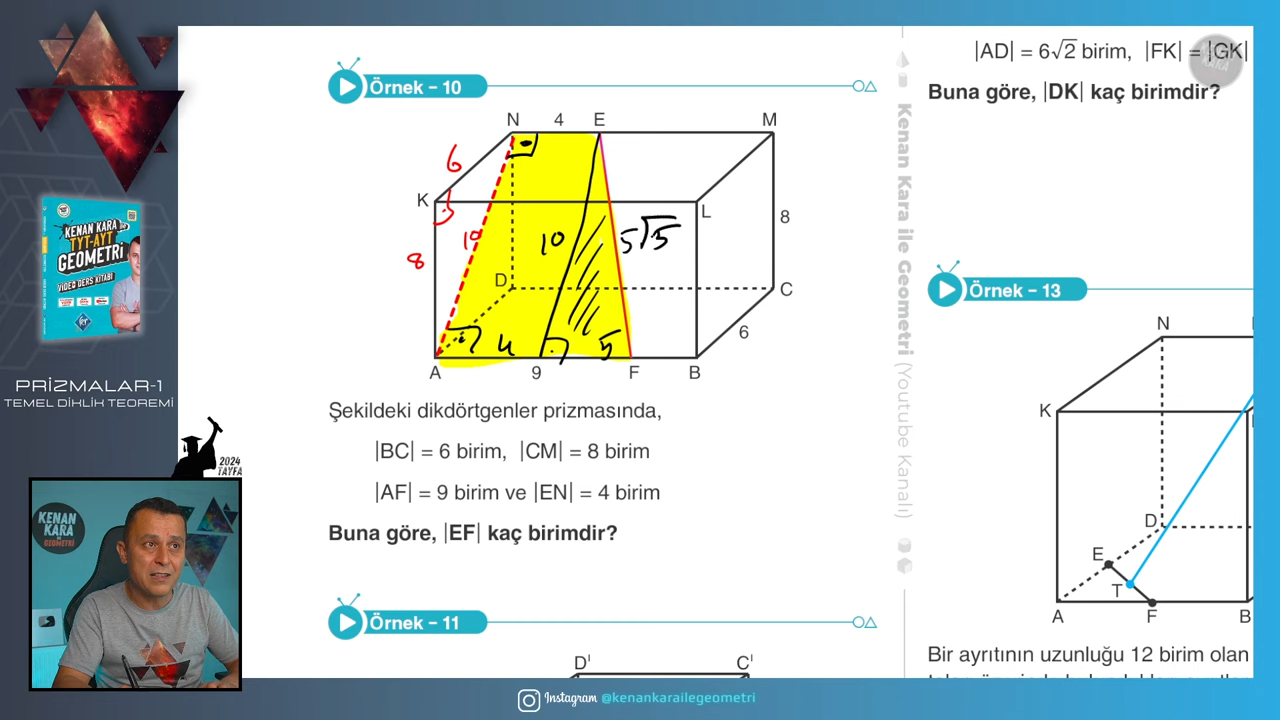 KENAN KARA
TYT-AYT
GEOMETRİ
VİDEO DERS KİTABI
PRİZMALAR-1
TEMEL DİKLİK TEOREMİ
2024
TAYFA
KENAN
KARA
GEOMETRİ
Örnek – 10
N 4 E M
6
K
L
8
10
10
5√5
8
D
C
6
4
5
A 9 F B
Şekildeki dikdörtgenler prizmasında,
|BC| = 6 birim, |CM| = 8 birim
|AF| = 9 birim ve |EN| = 4 birim
Buna göre, |EF| kaç birimdir?
Örnek – 11
D' C'
Kenan Kara ile Geometri (Youtube Kanalı)
|AD| = 6√2 birim, |FK| = |GK|
Buna göre, |DK| kaç birimdir?
Örnek – 13
N
K
D
E
T
A F B
Bir ayrıtının uzunluğu 12 birim olan
Instagram @kenankarailegeometri